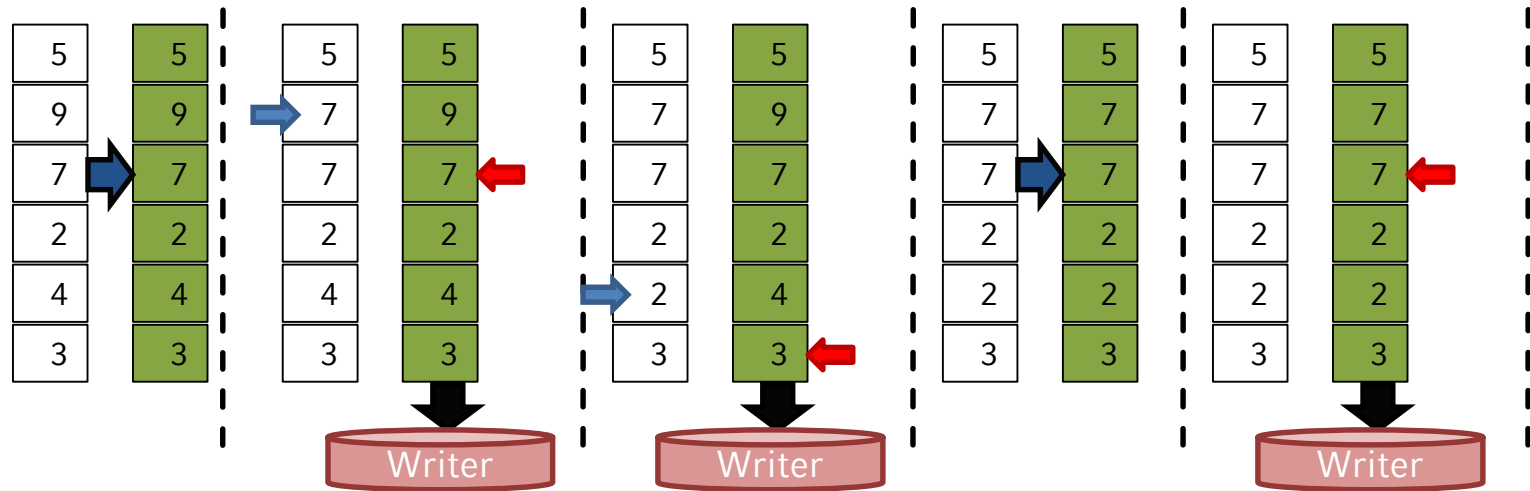 5 5 5 5 5 5 5 5 5 5
9 9 7 9 7 9 7 7 7 7
7 7 7 7 7 7 7 7 7 7
2 2 2 2 2 2 2 2 2 2
4 4 4 4 2 4 2 2 2 2
3 3 3 3 3 3 3 3 3 3
Writer Writer Writer